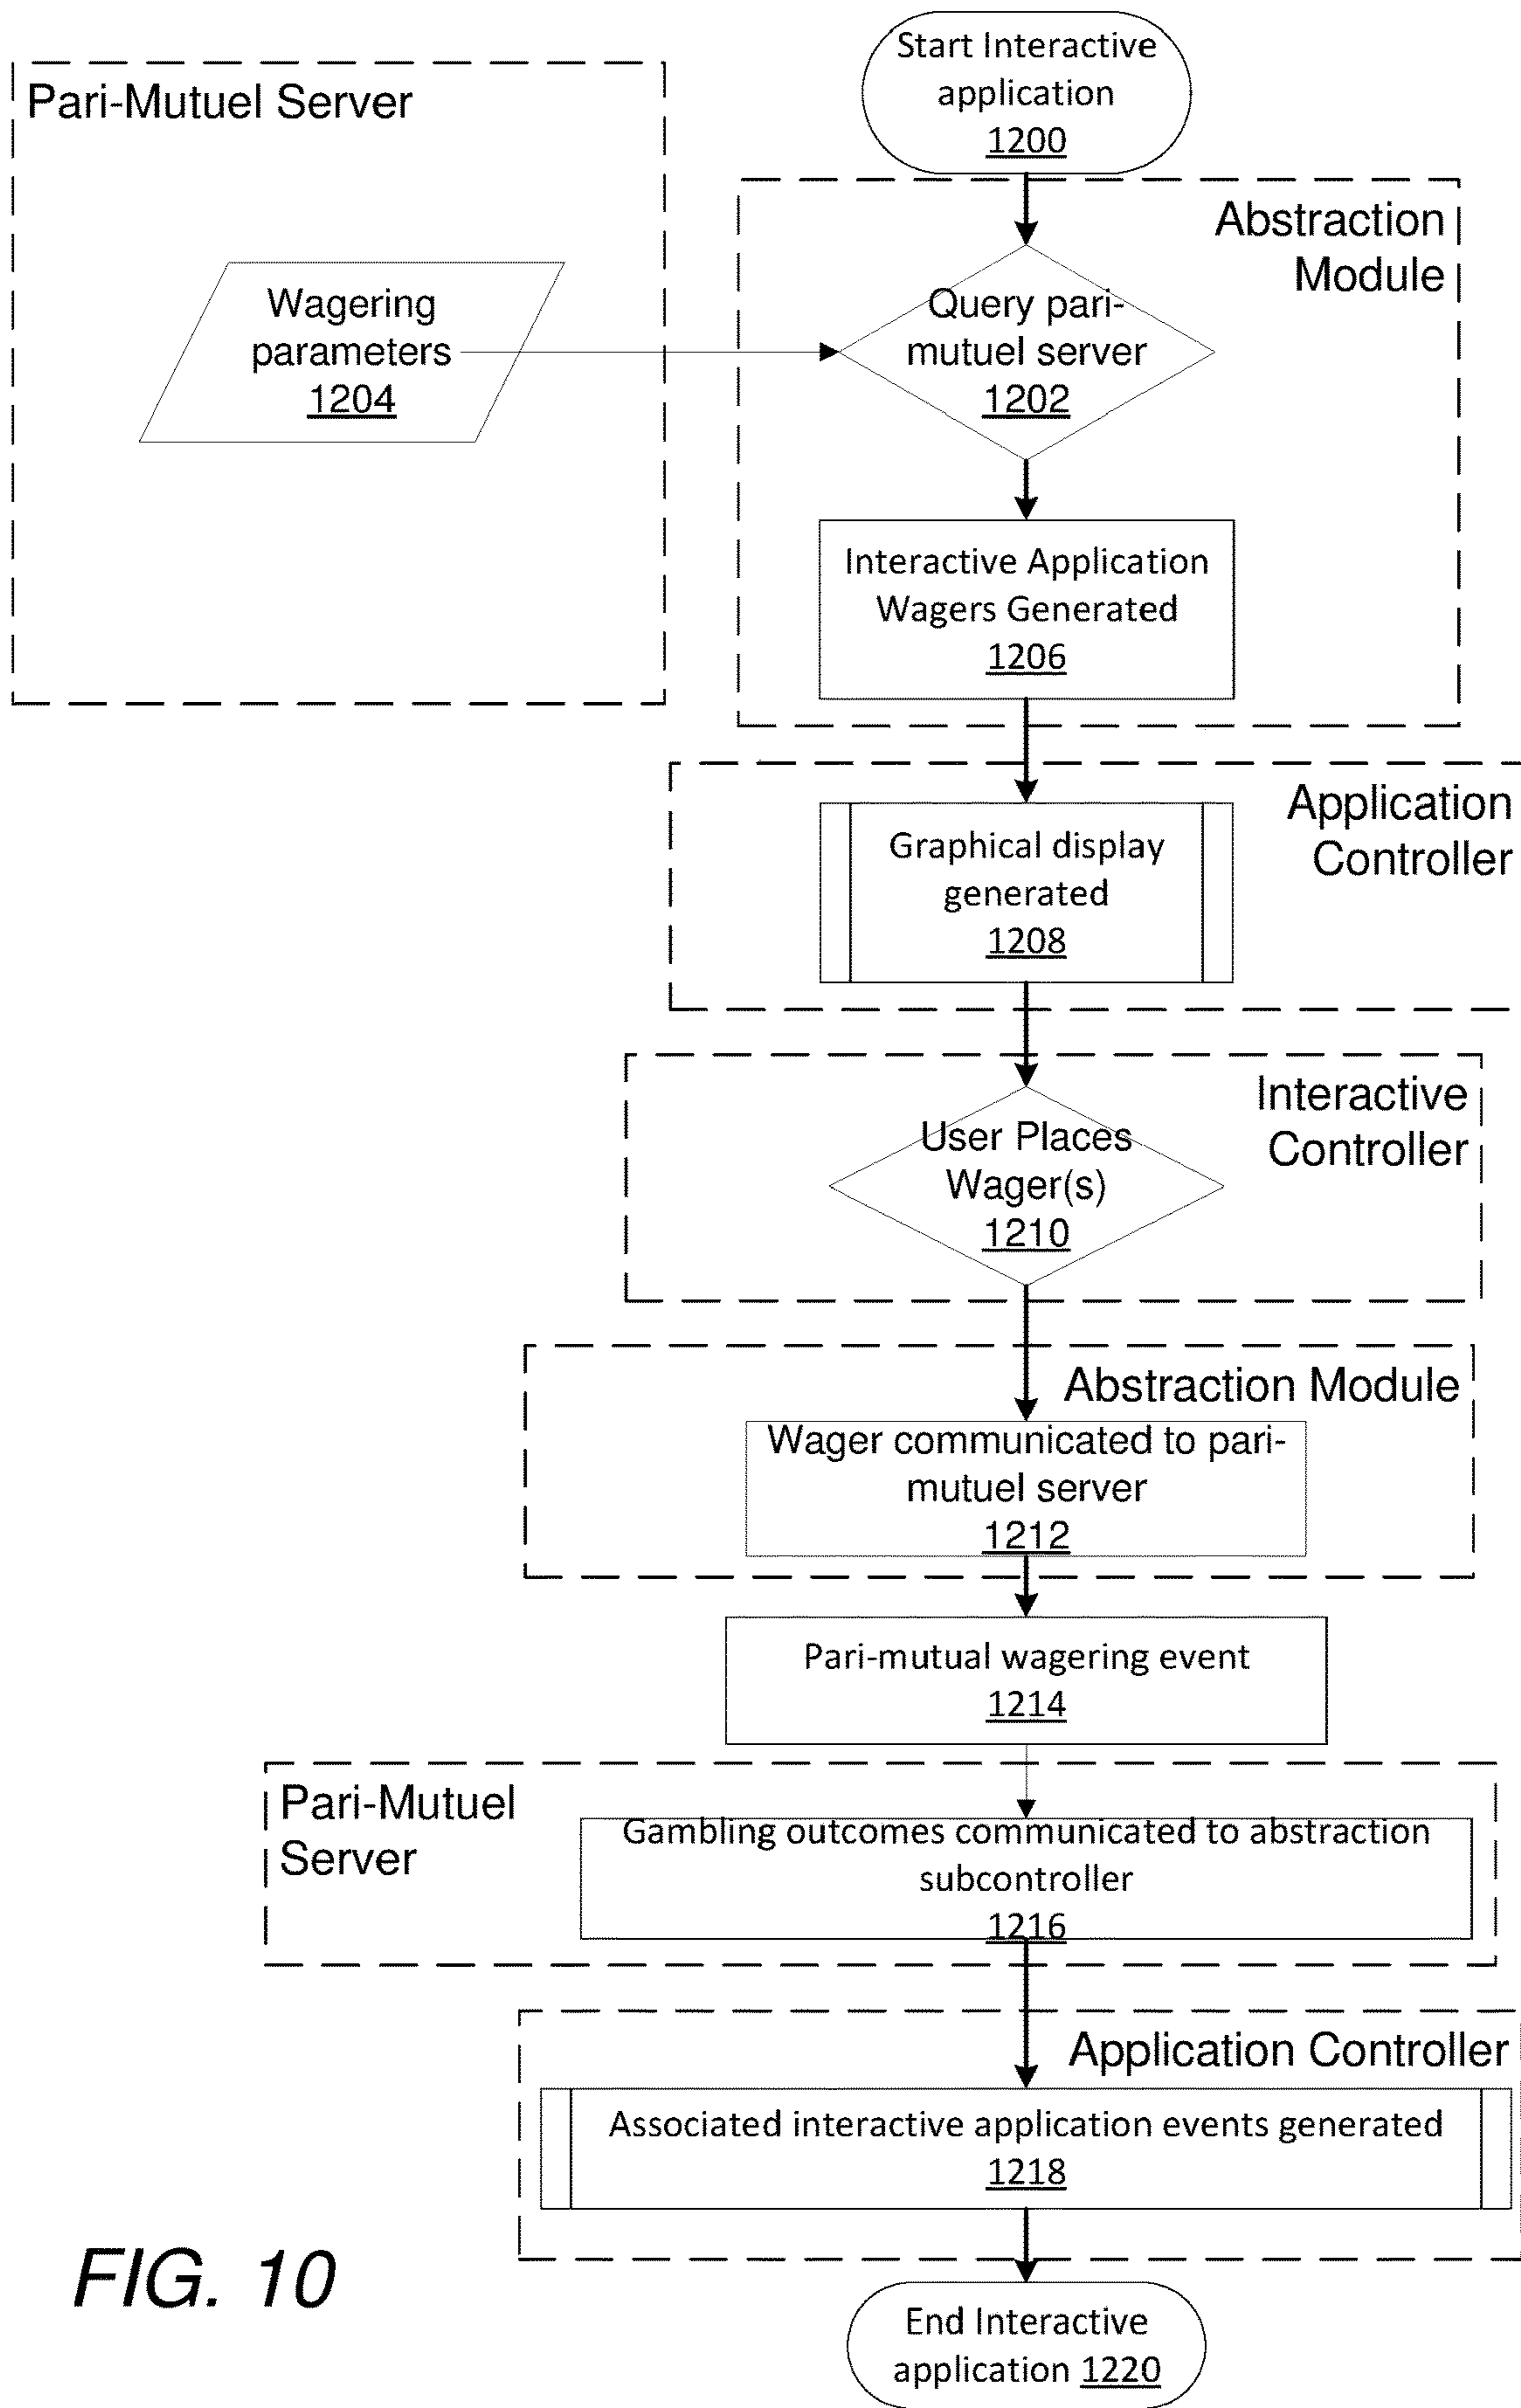 Start Interactive
application
1200
Pari-Mutuel Server
Abstraction
Module
Wagering
parameters
1204
Query pari-
mutuel server
1202
Interactive Application
Wagers Generated
1206
Application
Controller
Graphical display
generated
1208
Interactive
Controller
User Places
Wager(s)
1210
Abstraction Module
Wager communicated to pari-
mutuel server
1212
Pari-mutual wagering event
1214
Pari-Mutuel
Server
Gambling outcomes communicated to abstraction
subcontroller
1216
Application Controller
Associated interactive application events generated
1218
FIG. 10
End Interactive
application 1220